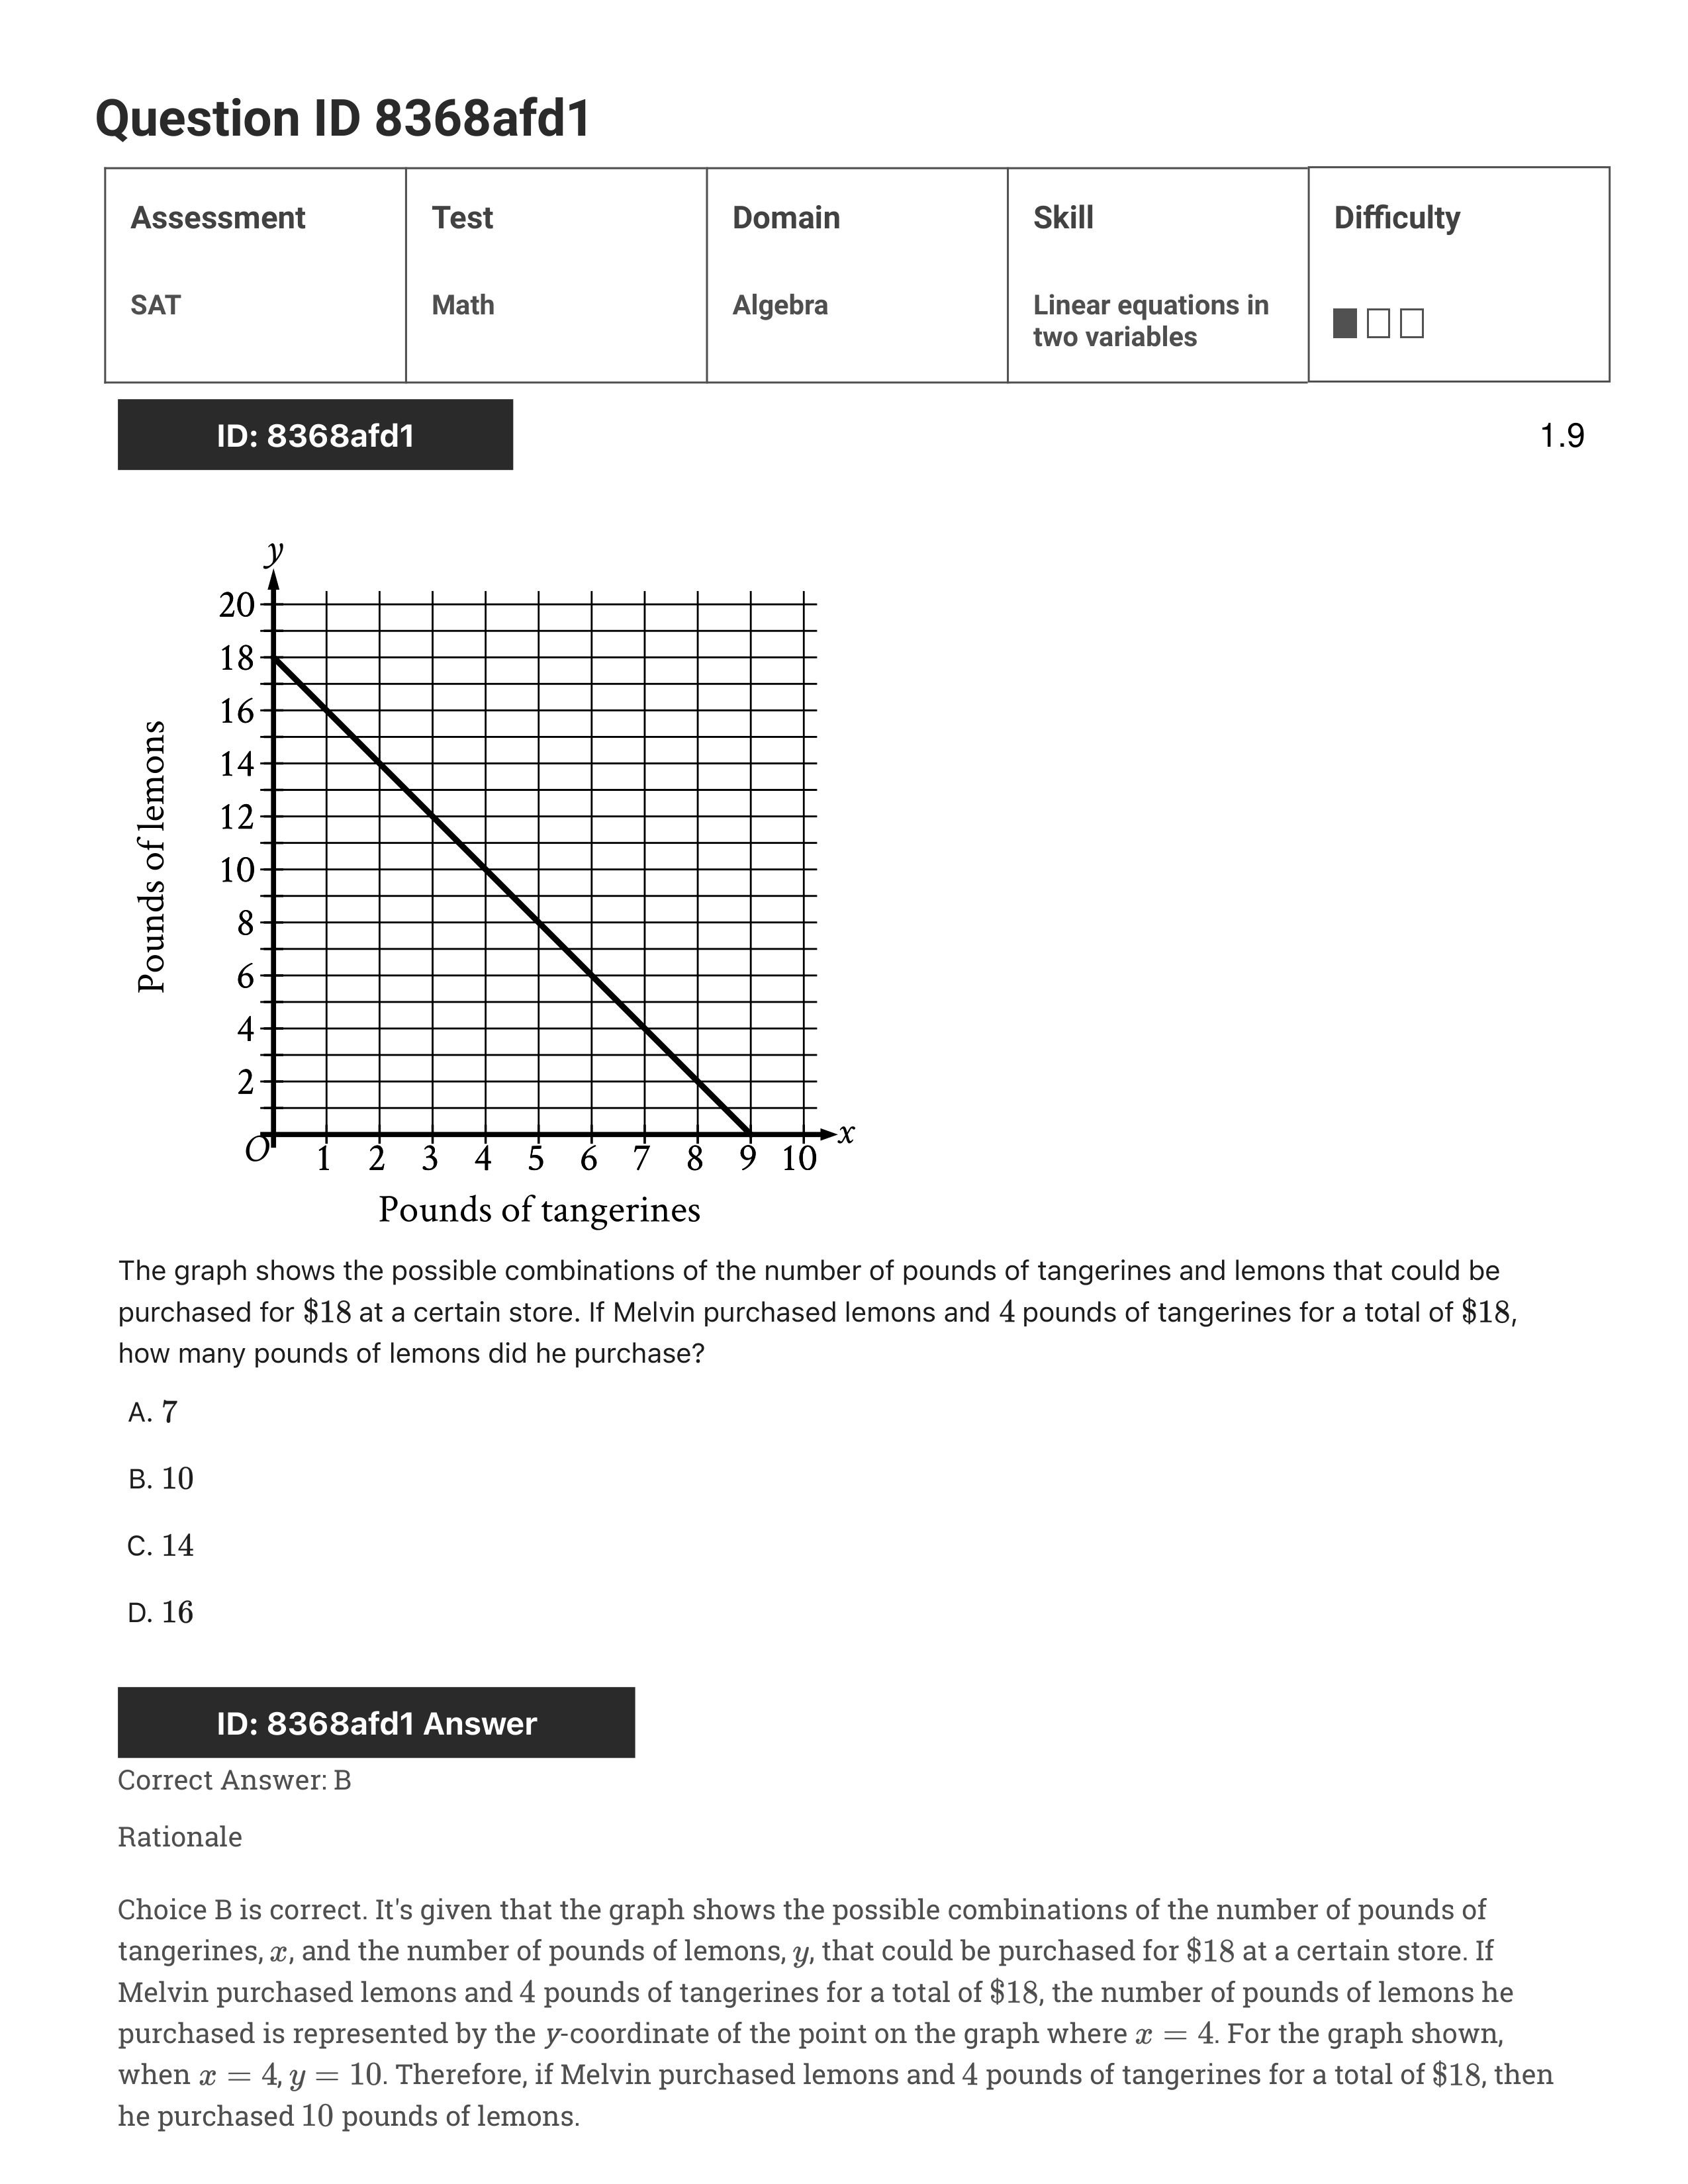 Question ID 8368afd1
Assessment Test Domain Skill Difficulty
SAT Math Algebra Linear equations in
two variables
ID: 8368afd1
1.9
y
20
18
16
14
12
10
8
6
4
2
Pounds of lemons
O 1 2 3 4 5 6 7 8 9 10 x
Pounds of tangerines
The graph shows the possible combinations of the number of pounds of tangerines and lemons that could be
purchased for $18 at a certain store. If Melvin purchased lemons and 4 pounds of tangerines for a total of $18,
how many pounds of lemons did he purchase?
A. 7
B. 10
C. 14
D. 16
ID: 8368afd1 Answer
Correct Answer: B
Rationale
Choice B is correct. It's given that the graph shows the possible combinations of the number of pounds of
tangerines, x, and the number of pounds of lemons, y, that could be purchased for $18 at a certain store. If
Melvin purchased lemons and 4 pounds of tangerines for a total of $18, the number of pounds of lemons he
purchased is represented by the y-coordinate of the point on the graph where x = 4. For the graph shown,
when x = 4, y = 10. Therefore, if Melvin purchased lemons and 4 pounds of tangerines for a total of $18, then
he purchased 10 pounds of lemons.